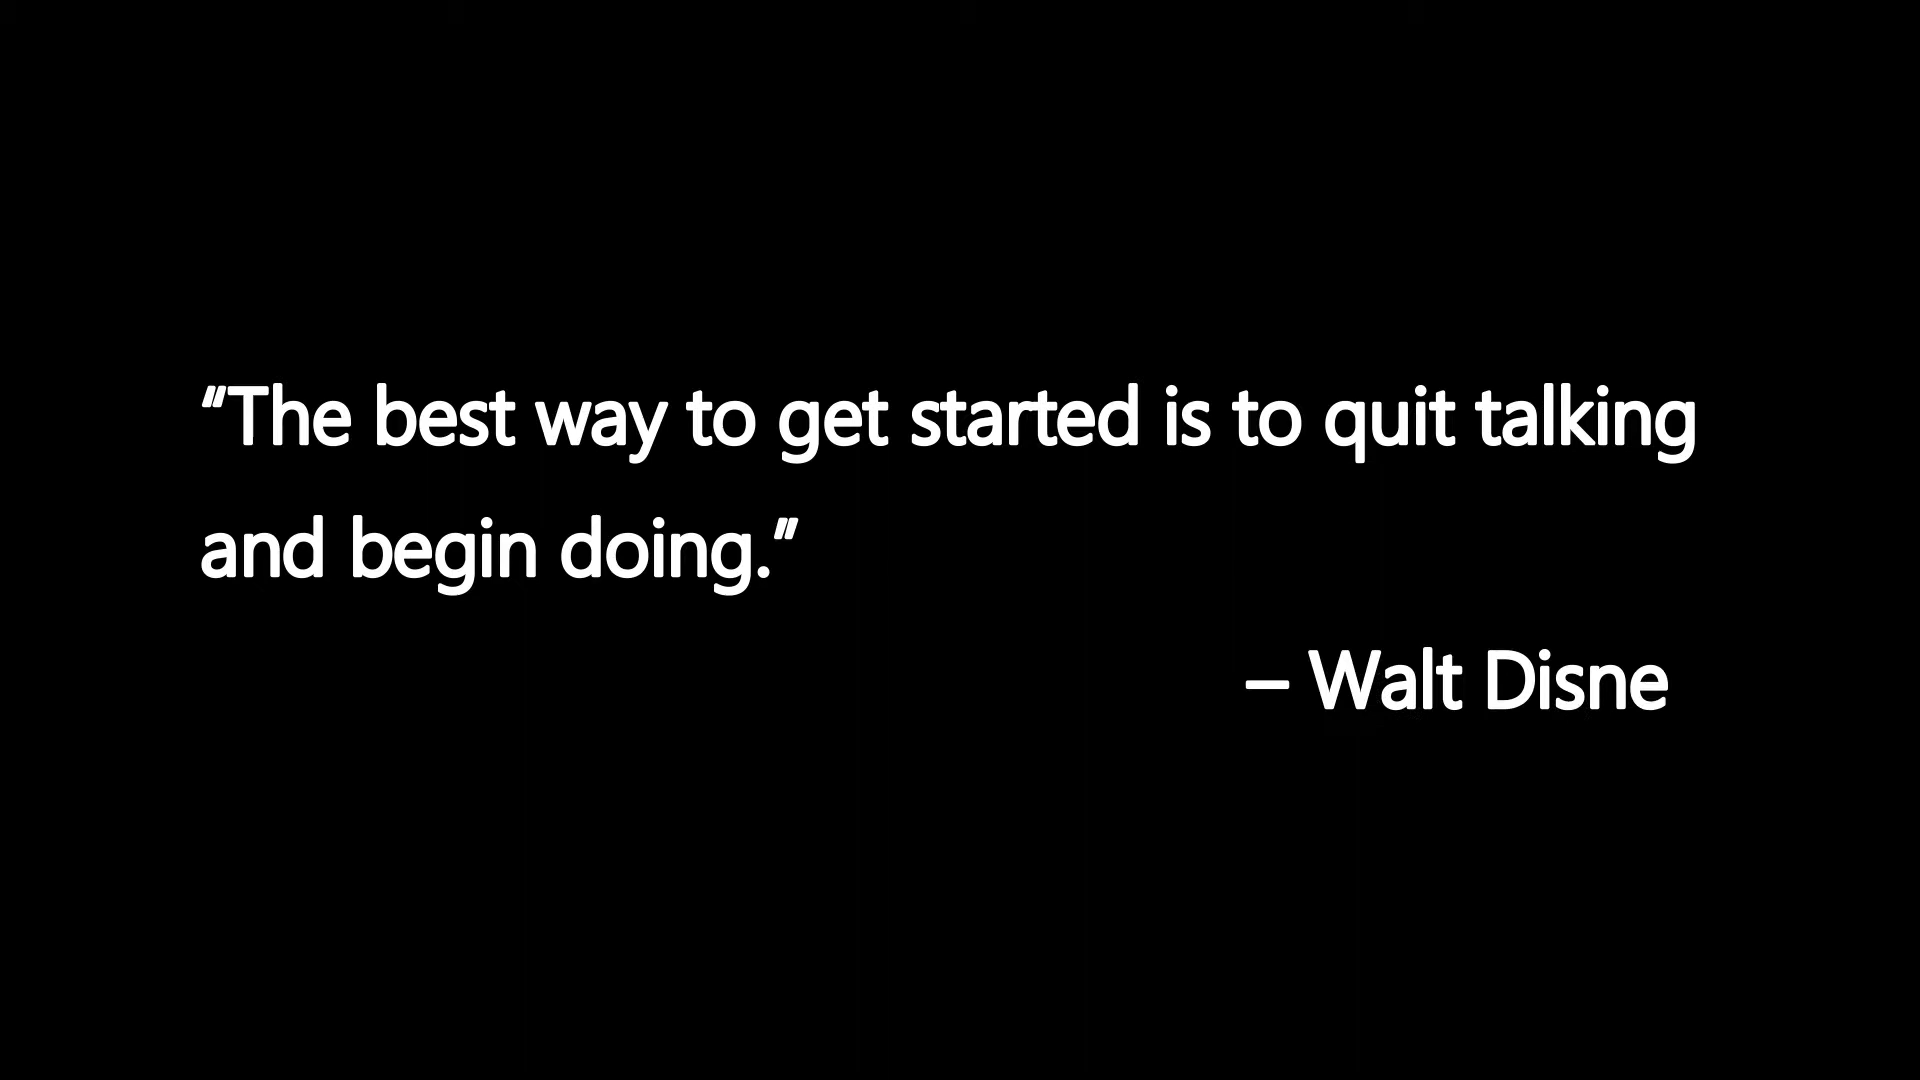 “The best way to get started is to quit talking
and begin doing.”
– Walt Disne